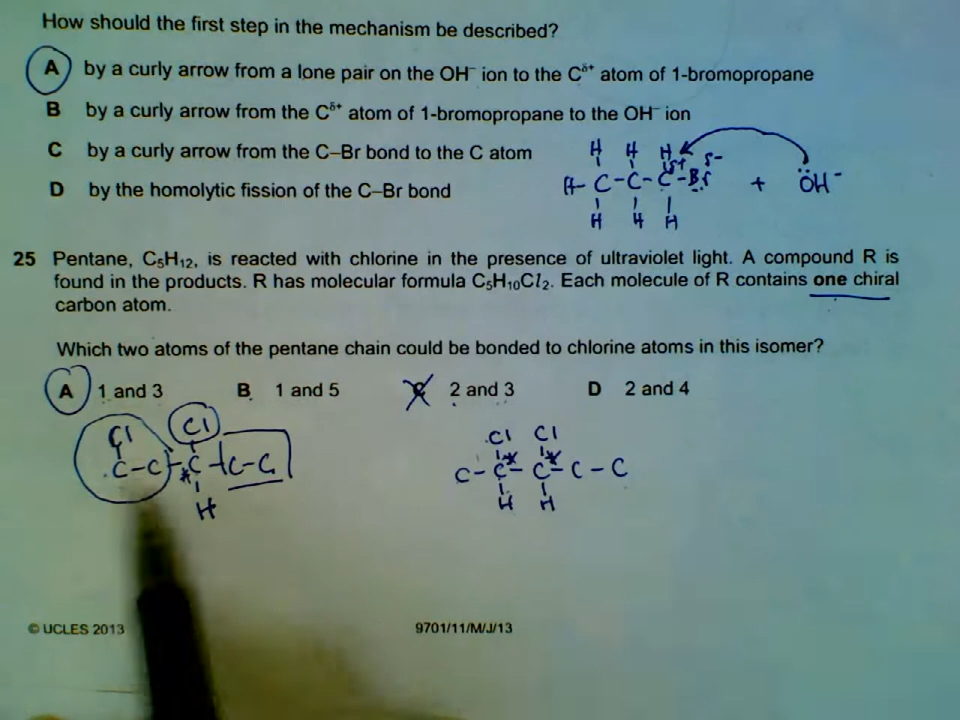 How should the first step in the mechanism be described?
A by a curly arrow from a lone pair on the OH⁻ ion to the Cᵟ⁺ atom of 1-bromopropane
B by a curly arrow from the Cᵟ⁺ atom of 1-bromopropane to the OH⁻ ion
C by a curly arrow from the C–Br bond to the C atom
D by the homolytic fission of the C–Br bond
H H H δ+ δ-
H-C-C-C-Br + ÖH⁻
H H H
25 Pentane, C₅H₁₂, is reacted with chlorine in the presence of ultraviolet light. A compound R is
found in the products. R has molecular formula C₅H₁₀Cl₂. Each molecule of R contains one chiral
carbon atom.
Which two atoms of the pentane chain could be bonded to chlorine atoms in this isomer?
A 1 and 3 B 1 and 5 C 2 and 3 D 2 and 4
Cl Cl
C-C-C-C-C
*
H
Cl Cl
* *
C-C-C-C-C
H H
© UCLES 2013 9701/11/M/J/13